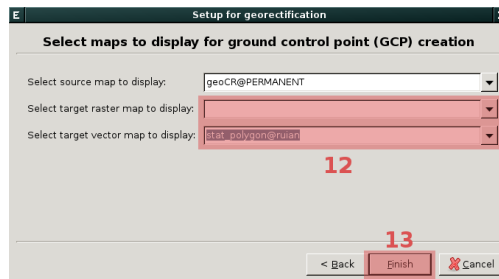 E Setup for georectification
Select maps to display for ground control point (GCP) creation
Select source map to display: geoCR@PERMANENT
Select target raster map to display:
Select target vector map to display: stat_polygon@ruian
12
13
< Back Finish Cancel